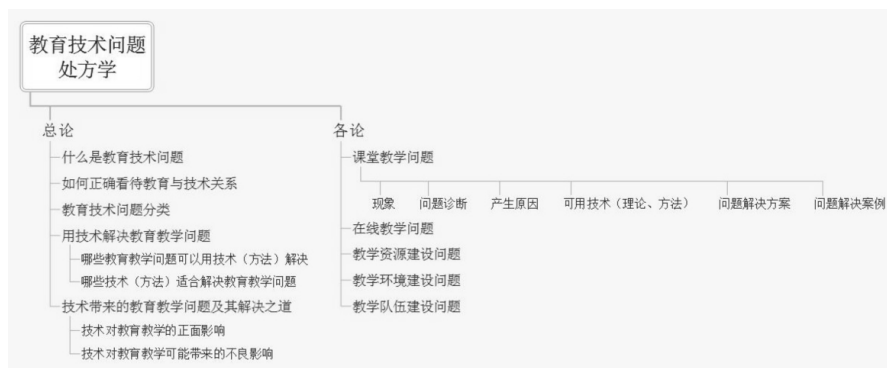 教育技术问题
处方学
总论
什么是教育技术问题
如何正确看待教育与技术关系
教育技术问题分类
用技术解决教育教学问题
哪些教育教学问题可以用技术（方法）解决
哪些技术（方法）适合解决教育教学问题
技术带来的教育教学问题及其解决之道
技术对教育教学的正面影响
技术对教育教学可能带来的不良影响
各论
课堂教学问题
现象 问题诊断 产生原因 可用技术（理论、方法） 问题解决方案 问题解决案例
在线教学问题
教学资源建设问题
教学环境建设问题
教学队伍建设问题